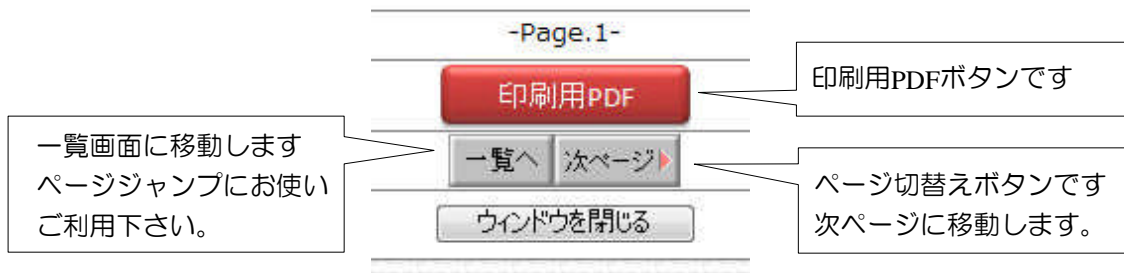 -Page.1-
印刷用PDF
印刷用PDFボタンです
一覧画面に移動します
ページジャンプにお使い
ご利用下さい。
一覧へ
次ページ
ページ切替えボタンです
次ページに移動します。
ウィンドウを閉じる